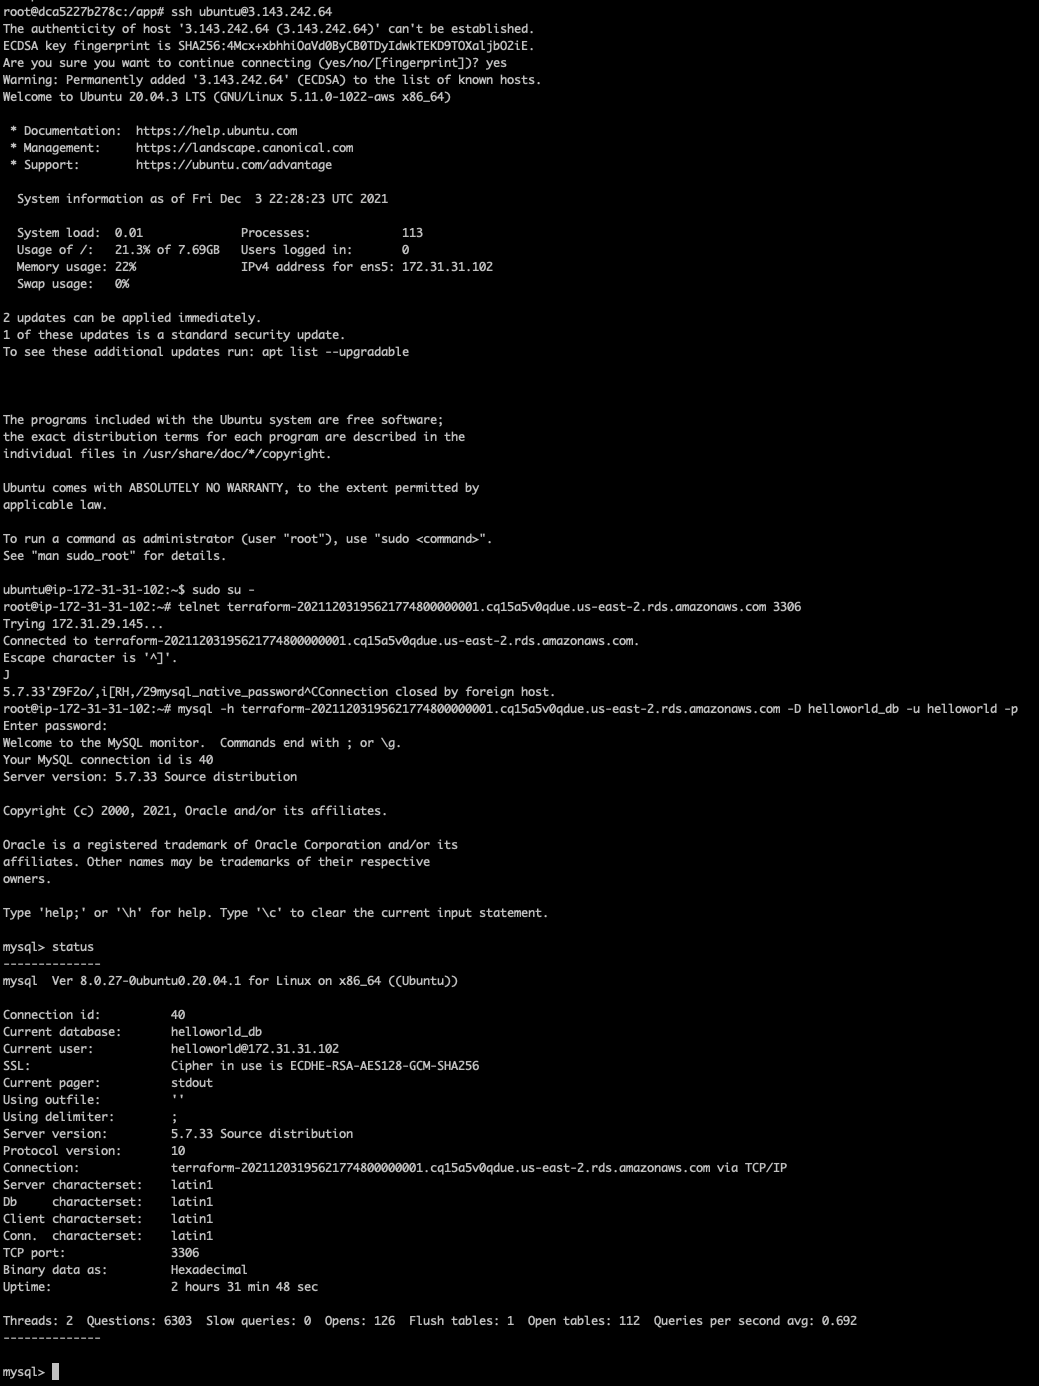 root@dca5227b278c:/app# ssh ubuntu@3.143.242.64
The authenticity of host '3.143.242.64 (3.143.242.64)' can't be established.
ECDSA key fingerprint is SHA256:4Mcx+xbhhiOaVd0ByCB0TDyIdwkTEKD9TOXaljbO2iE.
Are you sure you want to continue connecting (yes/no/[fingerprint])? yes
Warning: Permanently added '3.143.242.64' (ECDSA) to the list of known hosts.
Welcome to Ubuntu 20.04.3 LTS (GNU/Linux 5.11.0-1022-aws x86_64)
* Documentation:  https://help.ubuntu.com
* Management:     https://landscape.canonical.com
* Support:        https://ubuntu.com/advantage
System information as of Fri Dec  3 22:28:23 UTC 2021
System load:  0.01              Processes:             113
Usage of /:   21.3% of 7.69GB   Users logged in:       0
Memory usage: 22%               IPv4 address for ens5: 172.31.31.102
Swap usage:   0%
2 updates can be applied immediately.
1 of these updates is a standard security update.
To see these additional updates run: apt list --upgradable
The programs included with the Ubuntu system are free software;
the exact distribution terms for each program are described in the
individual files in /usr/share/doc/*/copyright.
Ubuntu comes with ABSOLUTELY NO WARRANTY, to the extent permitted by
applicable law.
To run a command as administrator (user "root"), use "sudo <command>".
See "man sudo_root" for details.
ubuntu@ip-172-31-31-102:~$ sudo su -
root@ip-172-31-31-102:~# telnet terraform-20211203195621774800000001.cq15a5v0qdue.us-east-2.rds.amazonaws.com 3306
Trying 172.31.29.145...
Connected to terraform-20211203195621774800000001.cq15a5v0qdue.us-east-2.rds.amazonaws.com.
Escape character is '^]'.
J
5.7.33'Z9F2o/,i[RH,/29mysql_native_password^CConnection closed by foreign host.
root@ip-172-31-31-102:~# mysql -h terraform-20211203195621774800000001.cq15a5v0qdue.us-east-2.rds.amazonaws.com -D helloworld_db -u helloworld -p
Enter password:
Welcome to the MySQL monitor.  Commands end with ; or \g.
Your MySQL connection id is 40
Server version: 5.7.33 Source distribution
Copyright (c) 2000, 2021, Oracle and/or its affiliates.
Oracle is a registered trademark of Oracle Corporation and/or its
affiliates. Other names may be trademarks of their respective
owners.
Type 'help;' or '\h' for help. Type '\c' to clear the current input statement.
mysql> status
--------------
mysql  Ver 8.0.27-0ubuntu0.20.04.1 for Linux on x86_64 ((Ubuntu))
Connection id:          40
Current database:       helloworld_db
Current user:           helloworld@172.31.31.102
SSL:                    Cipher in use is ECDHE-RSA-AES128-GCM-SHA256
Current pager:          stdout
Using outfile:          ''
Using delimiter:        ;
Server version:         5.7.33 Source distribution
Protocol version:       10
Connection:             terraform-20211203195621774800000001.cq15a5v0qdue.us-east-2.rds.amazonaws.com via TCP/IP
Server characterset:    latin1
Db     characterset:    latin1
Client characterset:    latin1
Conn.  characterset:    latin1
TCP port:               3306
Binary data as:         Hexadecimal
Uptime:                 2 hours 31 min 48 sec
Threads: 2  Questions: 6303  Slow queries: 0  Opens: 126  Flush tables: 1  Open tables: 112  Queries per second avg: 0.692
--------------
mysql>